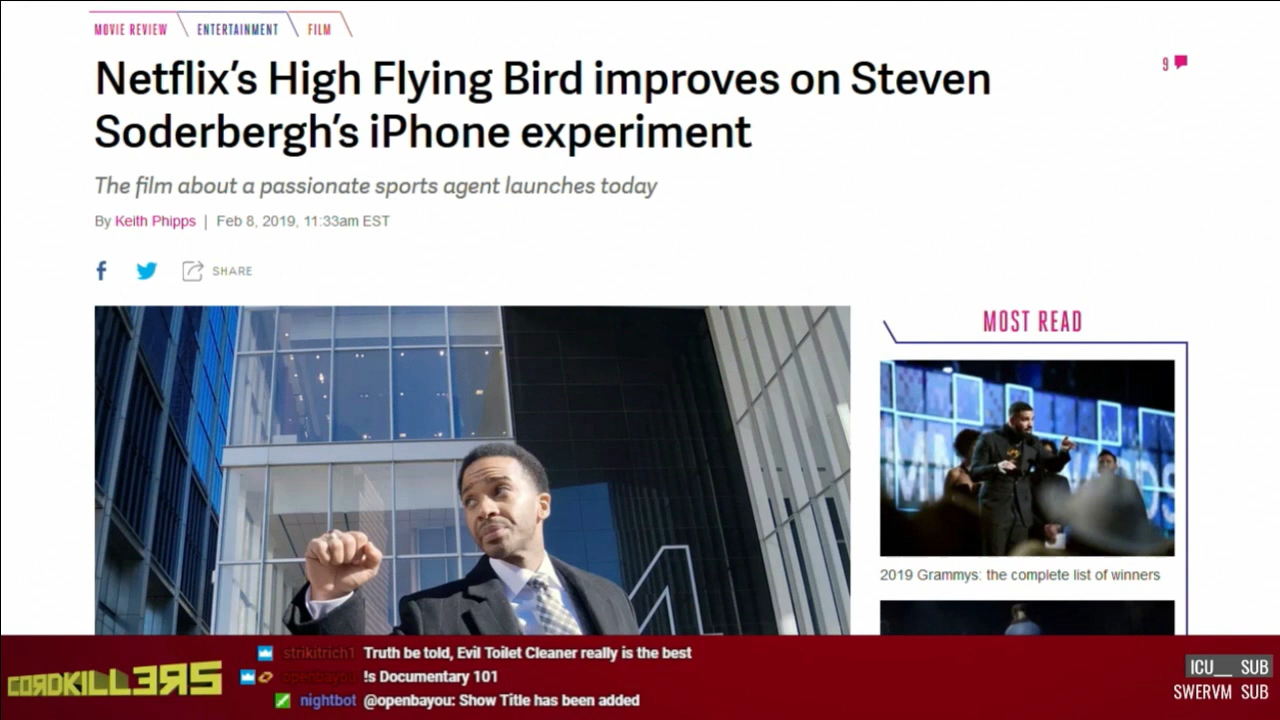 MOVIE REVIEW ENTERTAINMENT FILM
Netflix's High Flying Bird improves on Steven
Soderbergh's iPhone experiment
9
The film about a passionate sports agent launches today
By Keith Phipps | Feb 8, 2019, 11:33am EST
SHARE
MOST READ
2019 Grammys: the complete list of winners
CORDKILLERS
strikitrich1 Truth be told, Evil Toilet Cleaner really is the best
openbayou !s Documentary 101
nightbot @openbayou: Show Title has been added
ICU__ SUB
SWERVM SUB